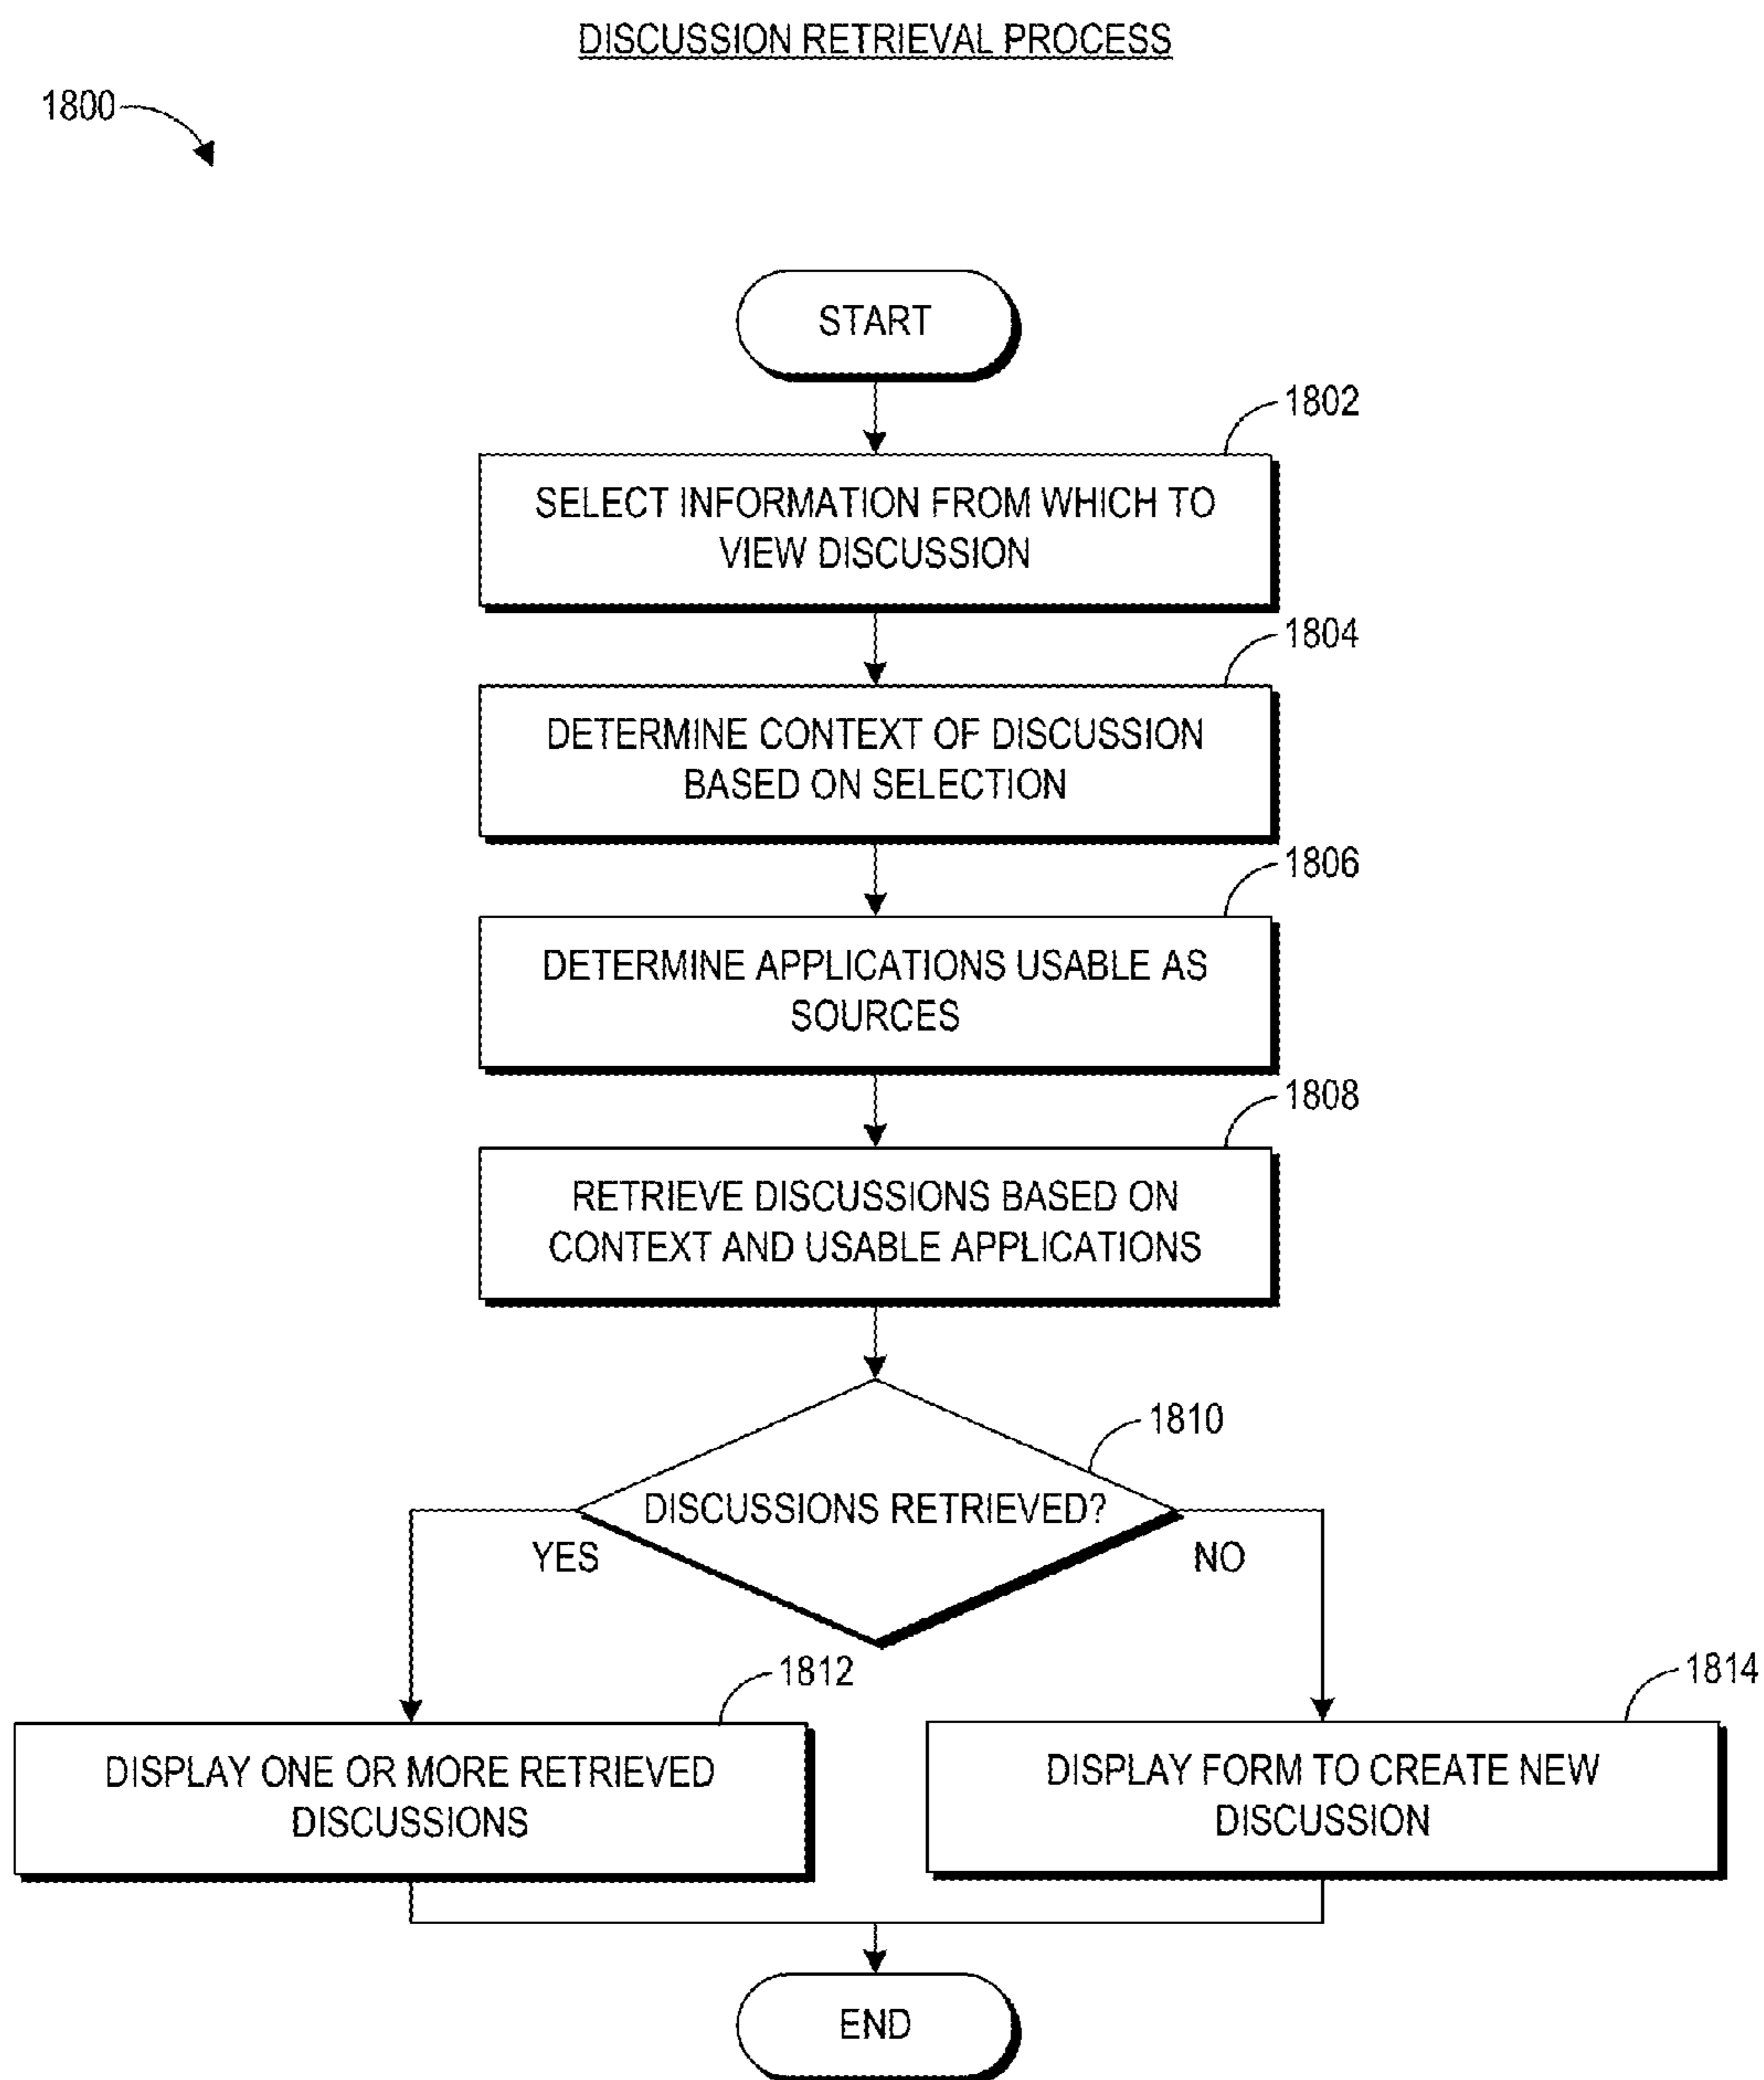 DISCUSSION RETRIEVAL PROCESS
1800
START
1802
SELECT INFORMATION FROM WHICH TO
VIEW DISCUSSION
1804
DETERMINE CONTEXT OF DISCUSSION
BASED ON SELECTION
1806
DETERMINE APPLICATIONS USABLE AS
SOURCES
1808
RETRIEVE DISCUSSIONS BASED ON
CONTEXT AND USABLE APPLICATIONS
1810
DISCUSSIONS RETRIEVED?
YES
NO
1812
DISPLAY ONE OR MORE RETRIEVED
DISCUSSIONS
1814
DISPLAY FORM TO CREATE NEW
DISCUSSION
END